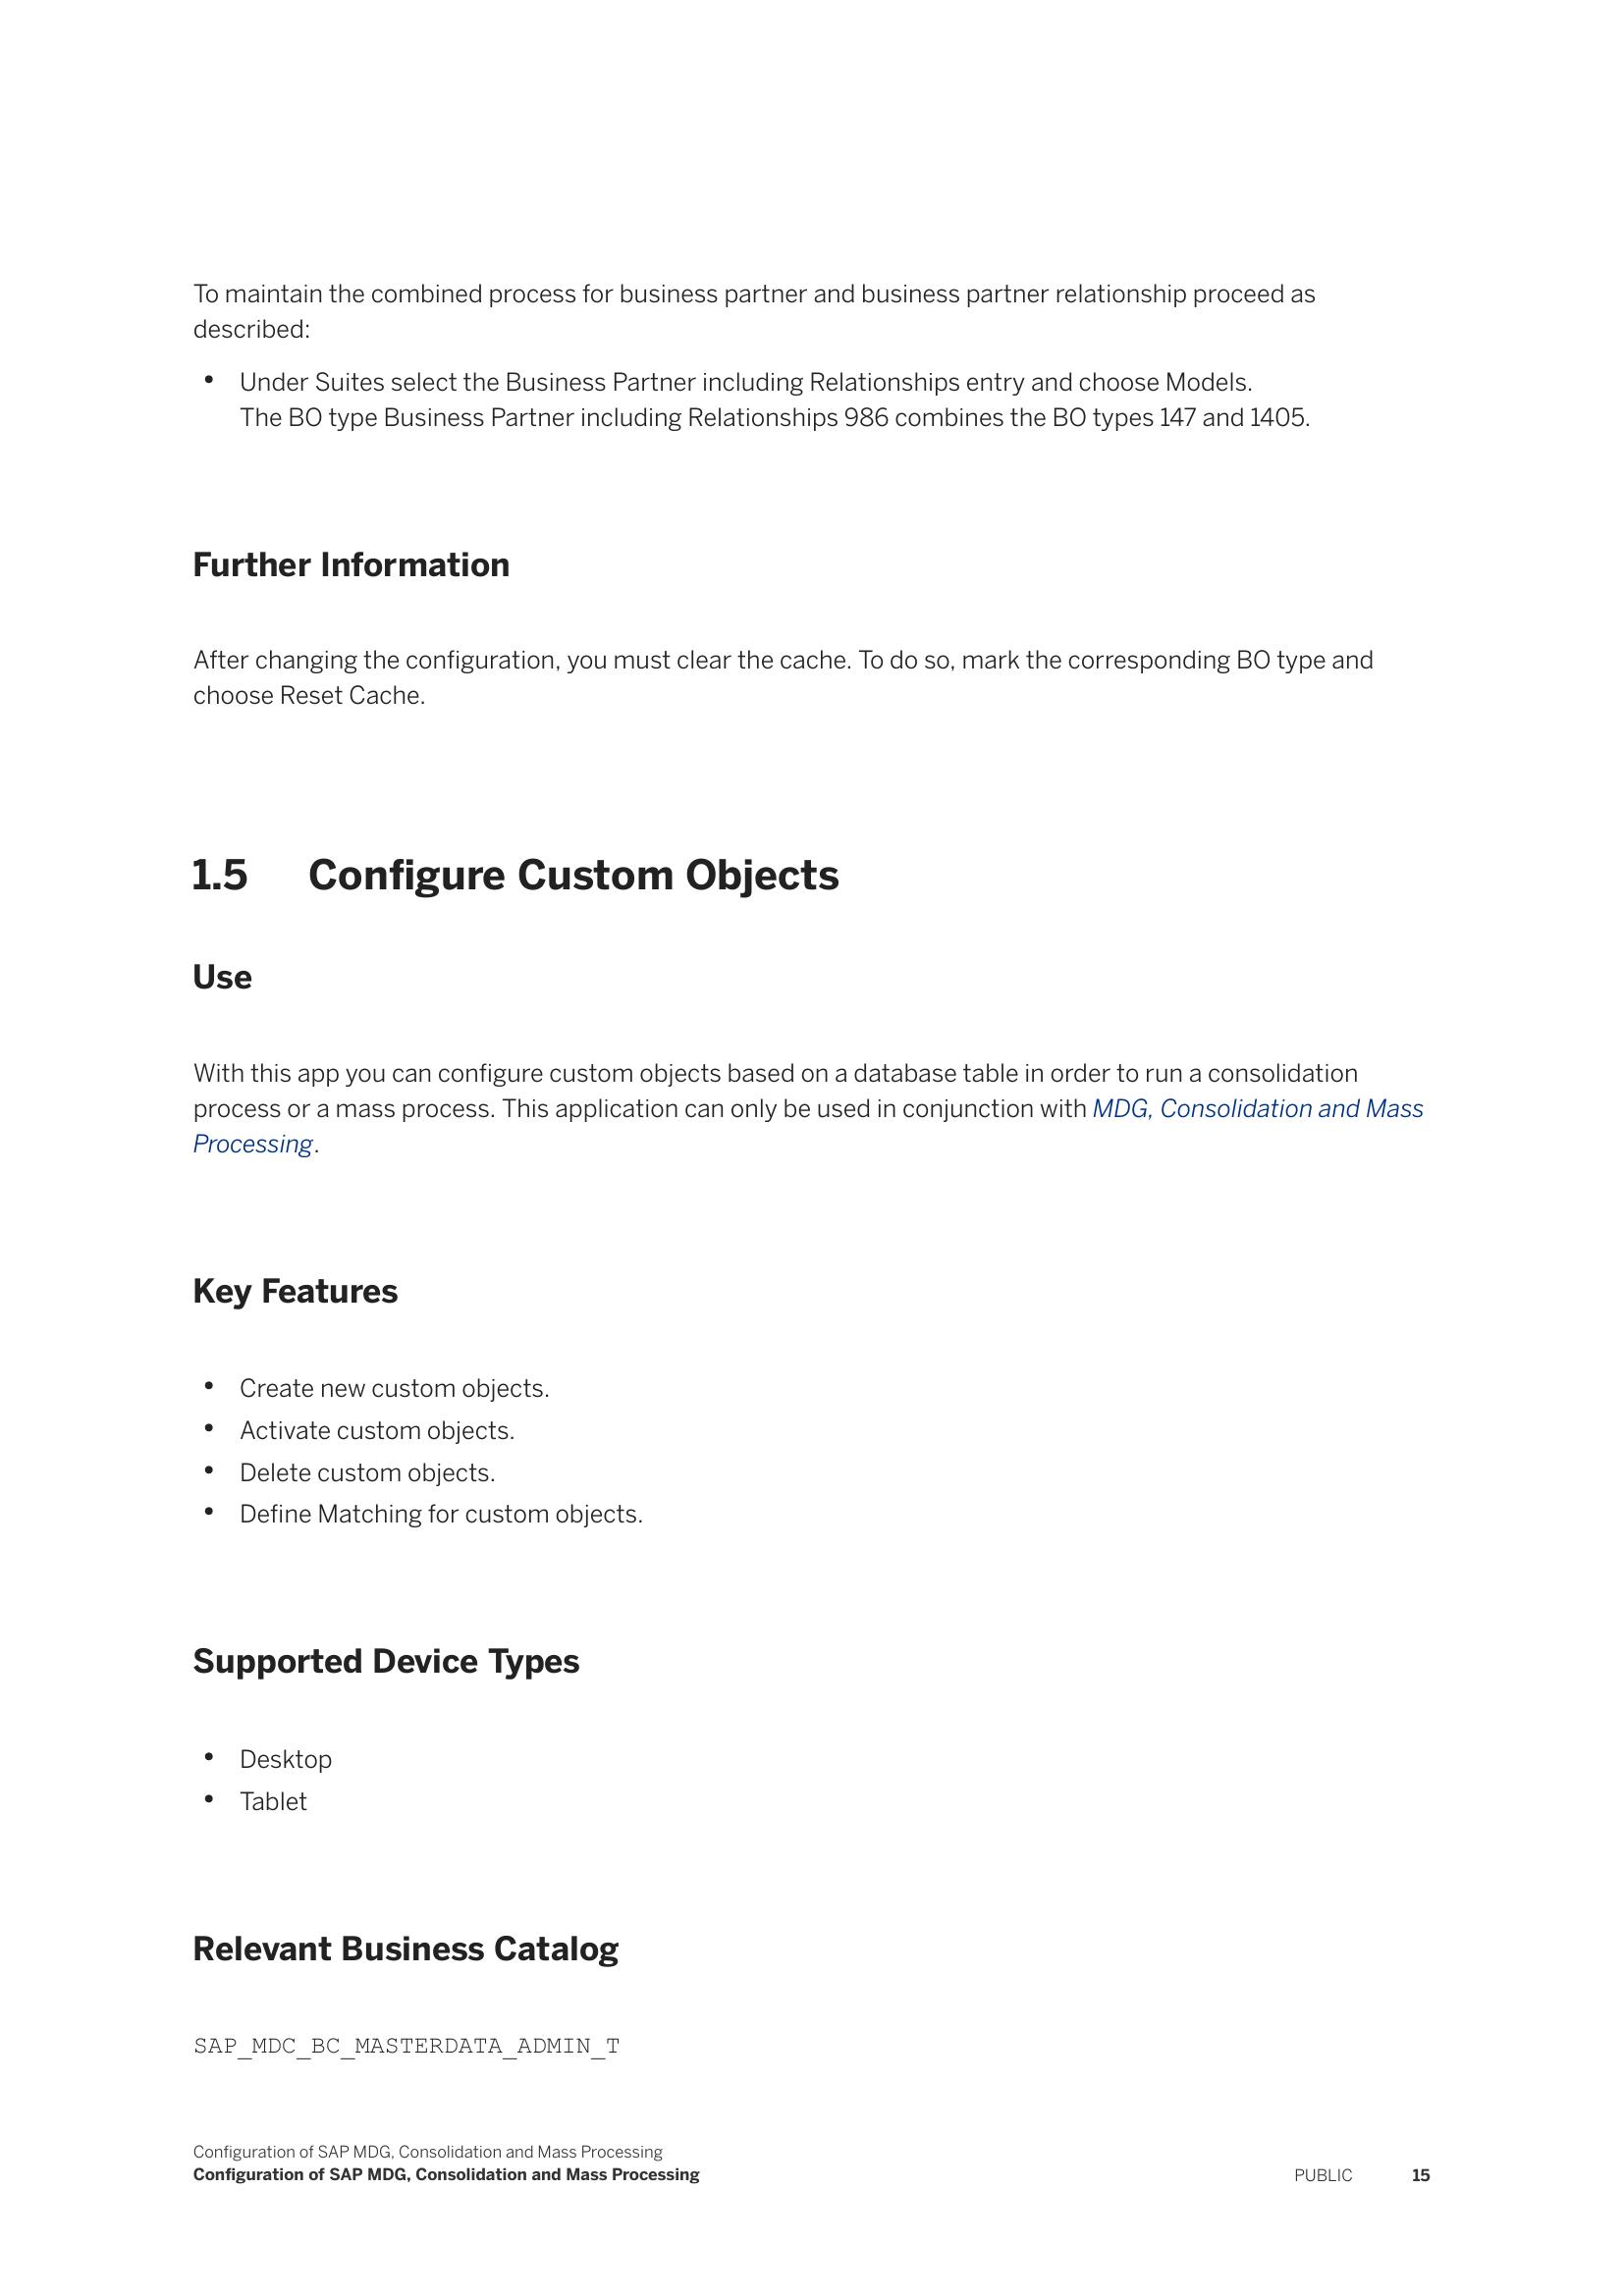 To maintain the combined process for business partner and business partner relationship proceed as
described:
• Under Suites select the Business Partner including Relationships entry and choose Models.
The BO type Business Partner including Relationships 986 combines the BO types 147 and 1405.
Further Information
After changing the configuration, you must clear the cache. To do so, mark the corresponding BO type and
choose Reset Cache.
1.5 Configure Custom Objects
Use
With this app you can configure custom objects based on a database table in order to run a consolidation
process or a mass process. This application can only be used in conjunction with MDG, Consolidation and Mass
Processing.
Key Features
• Create new custom objects.
• Activate custom objects.
• Delete custom objects.
• Define Matching for custom objects.
Supported Device Types
• Desktop
• Tablet
Relevant Business Catalog
SAP_MDC_BC_MASTERDATA_ADMIN_T
Configuration of SAP MDG, Consolidation and Mass Processing
Configuration of SAP MDG, Consolidation and Mass Processing PUBLIC 15